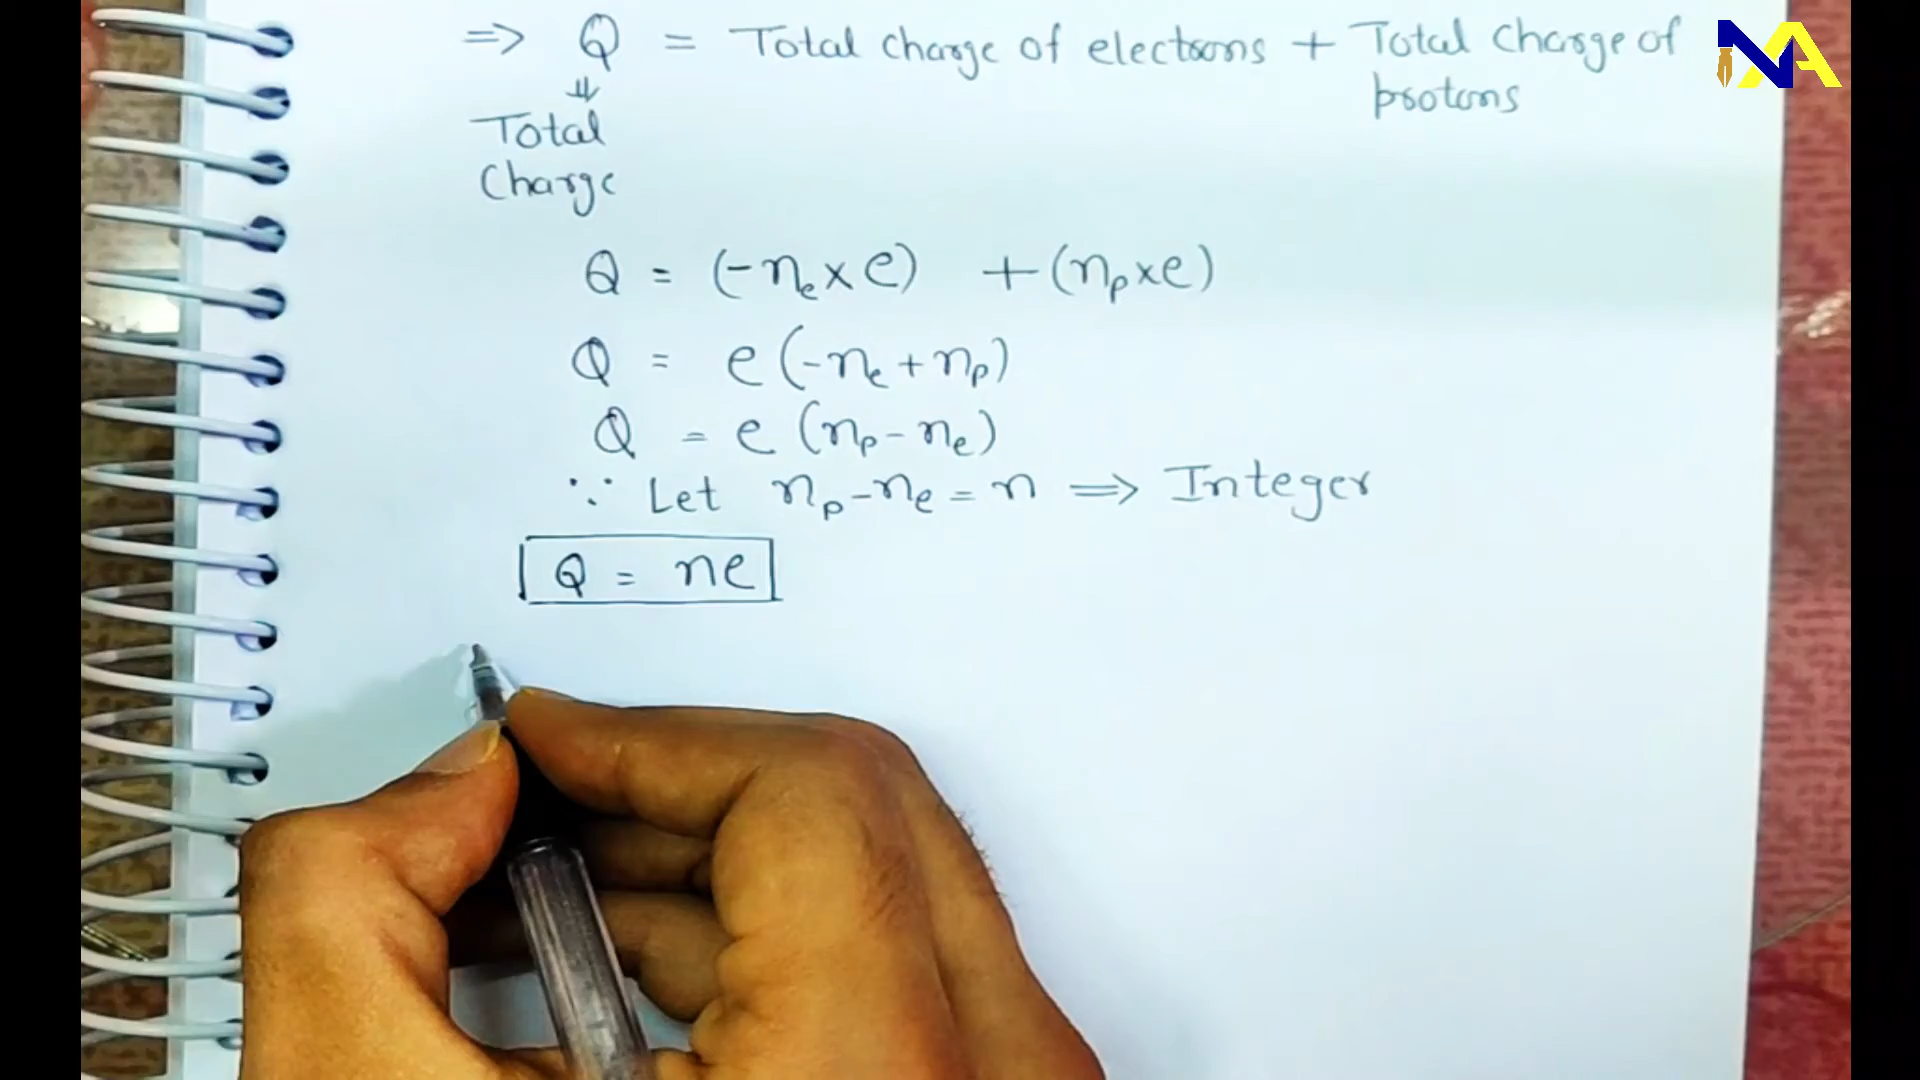 ⇒ Q = Total charge of electrons + Total charge of protons
⇓
Total
Charge
Q = (-nₑ×e) + (nₚ×e)
Q = e (-nₑ + nₚ)
Q = e (nₚ - nₑ)
∵ Let nₚ - nₑ = n ⇒ Integer
Q = ne
NA